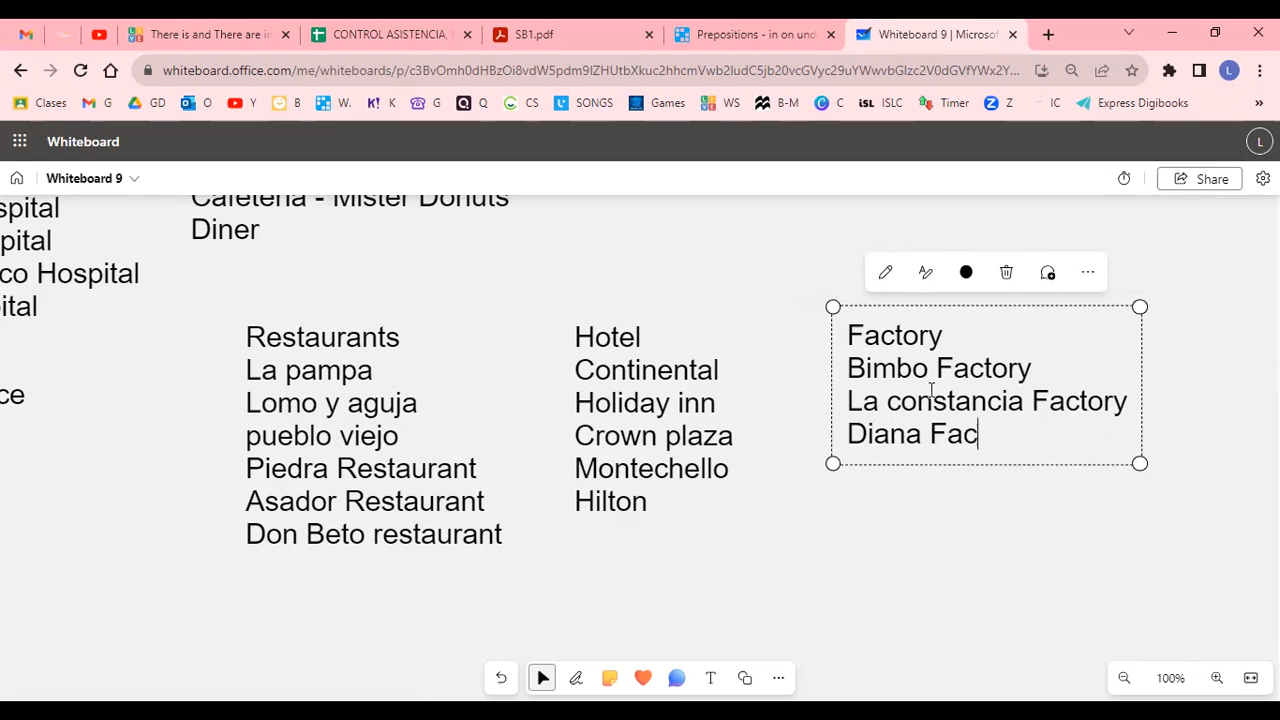 There is and There are in
CONTROL ASISTENCIA,
SB1.pdf
Prepositions - in on und
Whiteboard 9 | Microsof
whiteboard.office.com
Clases
G
GD
O
Y
B
W.
K
G
Q
CS
SONGS
Games
WS
B-M
C
ISLC
Timer
Z
IC
Express Digibooks
Whiteboard
L
Whiteboard 9
Share
spital
pital
co Hospital
ital
ce
Cafeteria - Mister Donuts
Diner
Restaurants
La pampa
Lomo y aguja
pueblo viejo
Piedra Restaurant
Asador Restaurant
Don Beto restaurant
Hotel
Continental
Holiday inn
Crown plaza
Montechello
Hilton
Factory
Bimbo Factory
La constancia Factory
Diana Fac
100%